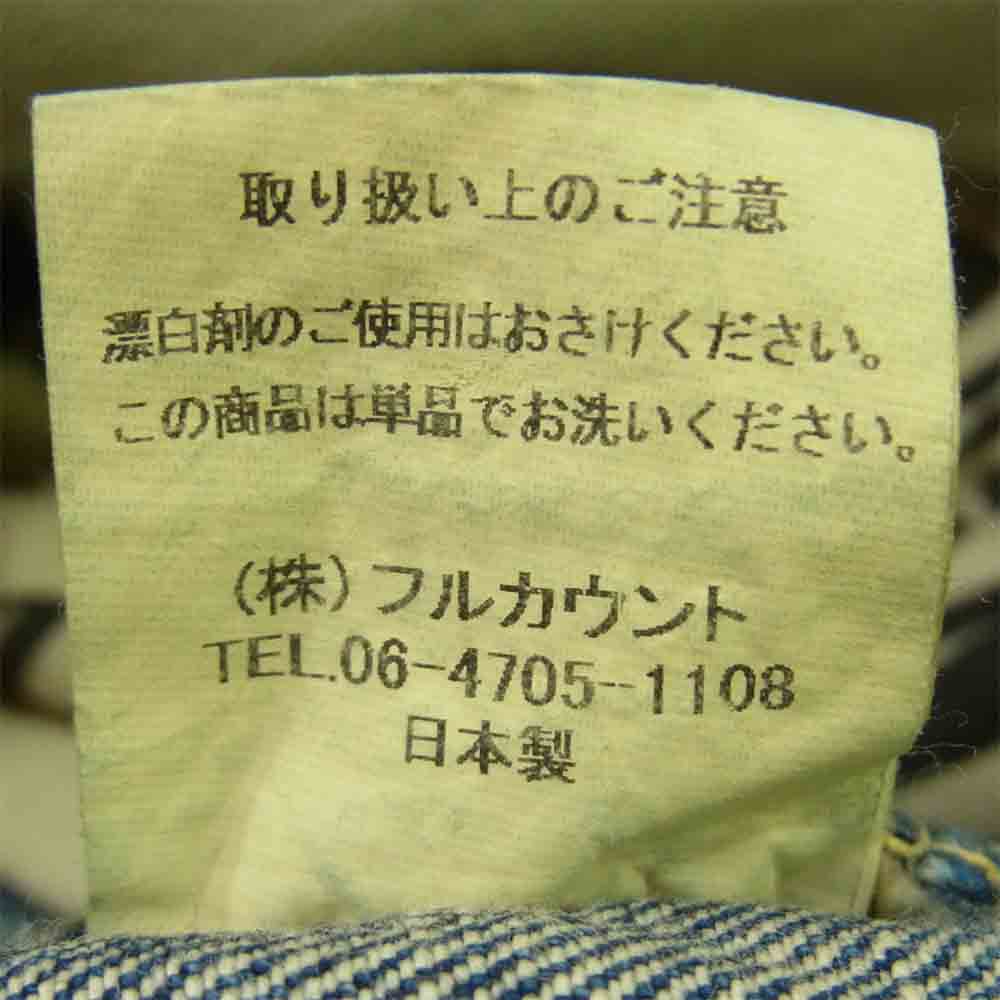 取り扱い上のご注意
漂白剤のご使用はおさけください。
この商品は単品でお洗いください。
(株)フルカウント
TEL.06-4705-1108
日本製